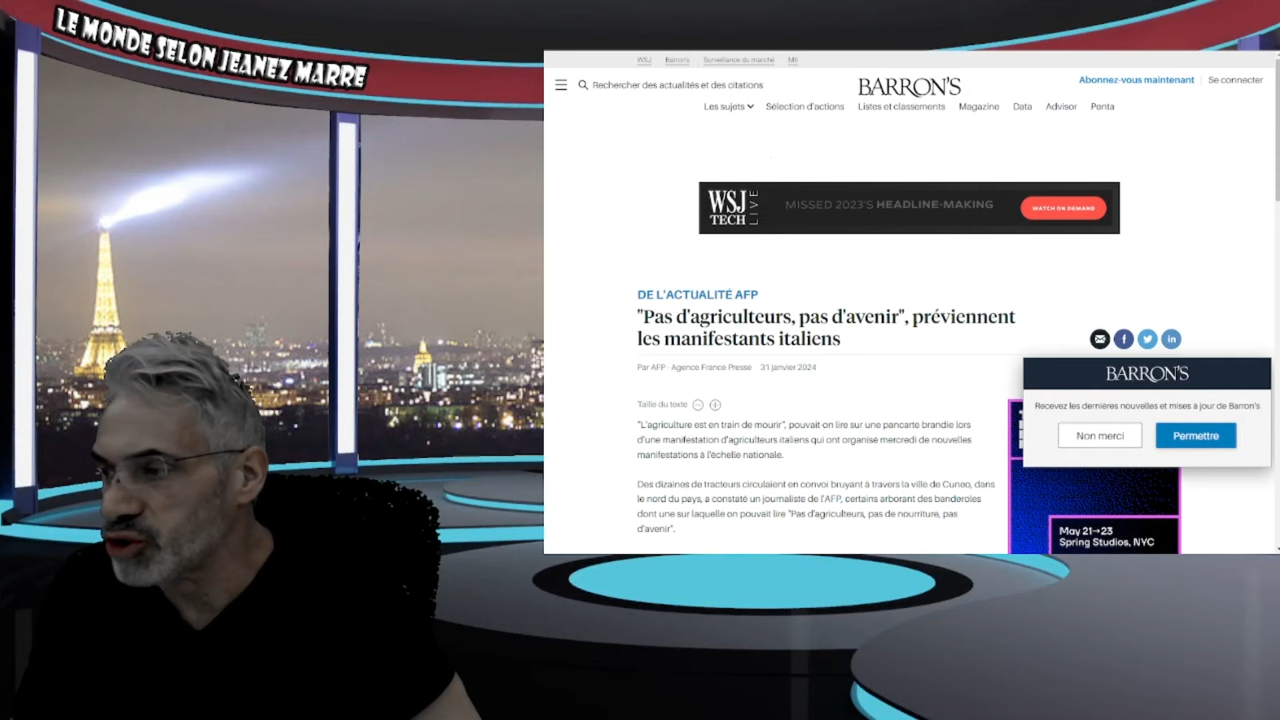 LE MONDE SELON JEANEZ MARRE
WSJ Barron's Surveillance du marché
Rechercher des actualités et des citations
BARRON'S
Abonnez-vous maintenant Se connecter
Les sujets Sélection d'actions Listes et classements Magazine Data Advisor Penta
WSJ TECH LIVE
MISSED 2023'S HEADLINE-MAKING
WATCH ON DEMAND
DE L'ACTUALITÉ AFP
"Pas d'agriculteurs, pas d'avenir", préviennent
les manifestants italiens
Par AFP - Agence France Presse 31 janvier 2024
Taille du texte
"L'agriculture est en train de mourir", pouvait-on lire sur une pancarte brandie lors
d'une manifestation d'agriculteurs italiens qui ont organisé mercredi de nouvelles
manifestations à l'échelle nationale.
Des dizaines de tracteurs circulaient en convoi bruyant à travers la ville de Cuneo, dans
le nord du pays, a constaté un journaliste de l'AFP, certains arborant des banderoles
dont une sur laquelle on pouvait lire "Pas d'agriculteurs, pas de nourriture, pas
d'avenir".
BARRON'S
Recevez les dernières nouvelles et mises à jour de Barron's
Non merci Permettre
May 21→23
Spring Studios, NYC